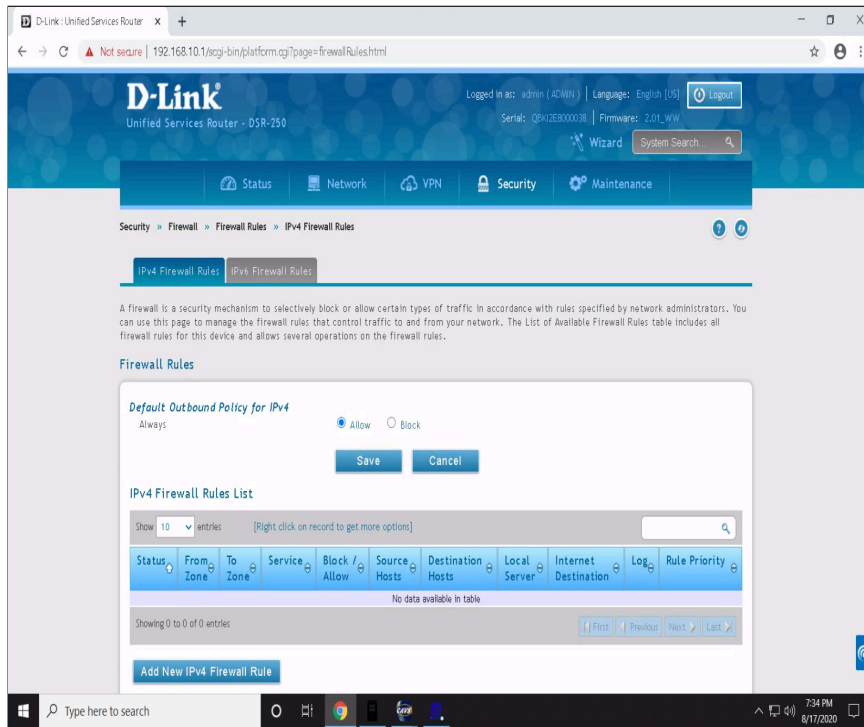 D-Link : Unified Services Router
Not secure | 192.168.10.1/scgi-bin/platform.cgi?page=firewallRules.html
D-Link
Unified Services Router - DSR-250
Logged in as: admin ( ADMIN ) | Language: English [US]
Logout
Serial: QBKI2EB000038 | Firmware: 2.01_WW
Wizard
System Search...
Status
Network
VPN
Security
Maintenance
Security » Firewall » Firewall Rules » IPv4 Firewall Rules
IPv4 Firewall Rules
IPv6 Firewall Rules
A firewall is a security mechanism to selectively block or allow certain types of traffic in accordance with rules specified by network administrators. You
can use this page to manage the firewall rules that control traffic to and from your network. The List of Available Firewall Rules table includes all
firewall rules for this device and allows several operations on the firewall rules.
Firewall Rules
Default Outbound Policy for IPv4
Always
Allow
Block
Save
Cancel
IPv4 Firewall Rules List
Show 10 entries
[Right click on record to get more options]
Status
From Zone
To Zone
Service
Block / Allow
Source Hosts
Destination Hosts
Local Server
Internet Destination
Log
Rule Priority
No data available in table
Showing 0 to 0 of 0 entries
First
Previous
Next
Last
Add New IPv4 Firewall Rule
Type here to search
7:34 PM
8/17/2020